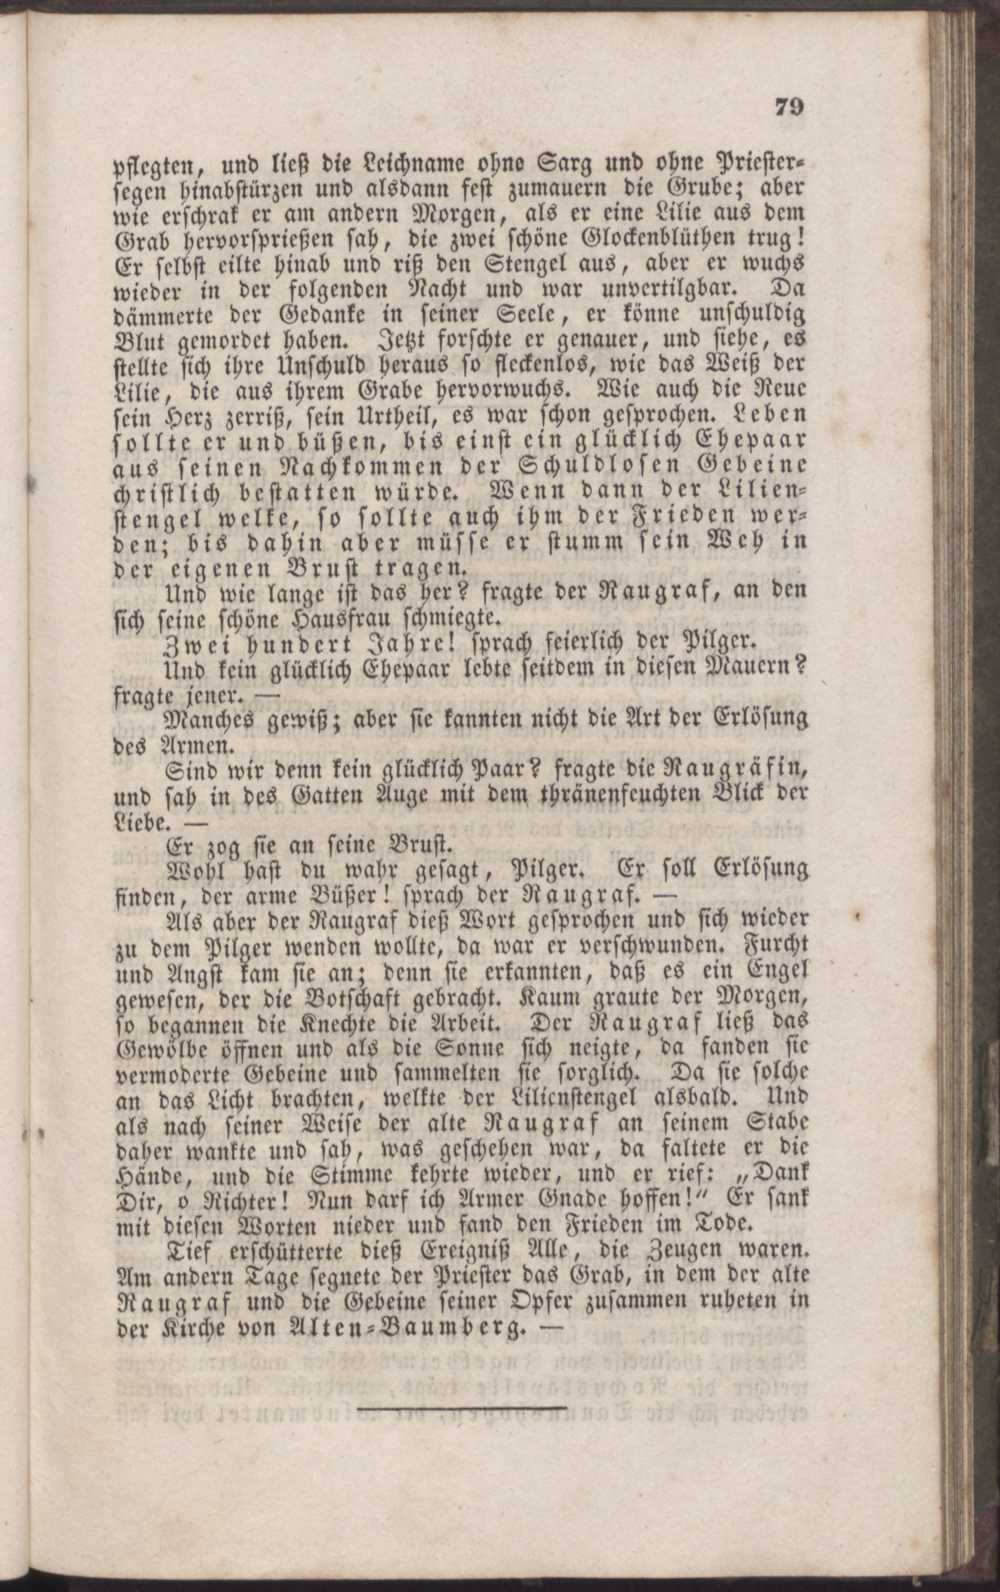 79
pflegten, und ließ die Leichname ohne Sarg und ohne Priester-
segen hinabstürzen und alsdann fest zumauern die Grube; aber
wie erschrak er am andern Morgen, als er eine Lilie aus dem
Grab hervorsprießen sah, die zwei schöne Glockenblüthen trug!
Er selbst eilte hinab und riß den Stengel aus, aber er wuchs
wieder in der folgenden Nacht und war unvertilgbar. Da
dämmerte der Gedanke in seiner Seele, er könne unschuldig
Blut gemordet haben. Jetzt forschte er genauer, und siehe, es
stellte sich ihre Unschuld heraus so fleckenlos, wie das Weiß der
Lilie, die aus ihrem Grabe hervorwuchs. Wie auch die Reue
sein Herz zerriß, sein Urtheil, es war schon gesprochen. Leben
sollte er und büßen, bis einst ein glücklich Ehepaar
aus seinen Nachkommen der Schuldlosen Gebeine
christlich bestatten würde. Wenn dann der Lilien-
stengel welke, so sollte auch ihm der Frieden wer-
den; bis dahin aber müsse er stumm sein Weh in
der eigenen Brust tragen.
Und wie lange ist das her? fragte der Raugraf, an den
sich seine schöne Hausfrau schmiegte.
Zwei hundert Jahre! sprach feierlich der Pilger.
Und kein glücklich Ehepaar lebte seitdem in diesen Mauern?
fragte jener. —
Manches gewiß; aber sie kannten nicht die Art der Erlösung
des Armen.
Sind wir denn kein glücklich Paar? fragte die Raugräfin,
und sah in des Gatten Auge mit dem thränenfeuchten Blick der
Liebe. —
Er zog sie an seine Brust.
Wohl hast du wahr gesagt, Pilger. Er soll Erlösung
finden, der arme Büßer! sprach der Raugraf. —
Als aber der Raugraf dieß Wort gesprochen und sich wieder
zu dem Pilger wenden wollte, da war er verschwunden. Furcht
und Angst kam sie an; denn sie erkannten, daß es ein Engel
gewesen, der die Botschaft gebracht. Kaum graute der Morgen,
so begannen die Knechte die Arbeit. Der Raugraf ließ das
Gewölbe öffnen und als die Sonne sich neigte, da fanden sie
vermoderte Gebeine und sammelten sie sorglich. Da sie solche
an das Licht brachten, welkte der Lilienstengel alsbald. Und
als nach seiner Weise der alte Raugraf an seinem Stabe
daher wankte und sah, was geschehen war, da faltete er die
Hände, und die Stimme kehrte wieder, und er rief: „Dank
Dir, o Richter! Nun darf ich Armer Gnade hoffen!“ Er sank
mit diesen Worten nieder und fand den Frieden im Tode.
Tief erschütterte dieß Ereigniß Alle, die Zeugen waren.
Am andern Tage segnete der Priester das Grab, in dem der alte
Raugraf und die Gebeine seiner Opfer zusammen ruheten in
der Kirche von Alten-Baumberg. —